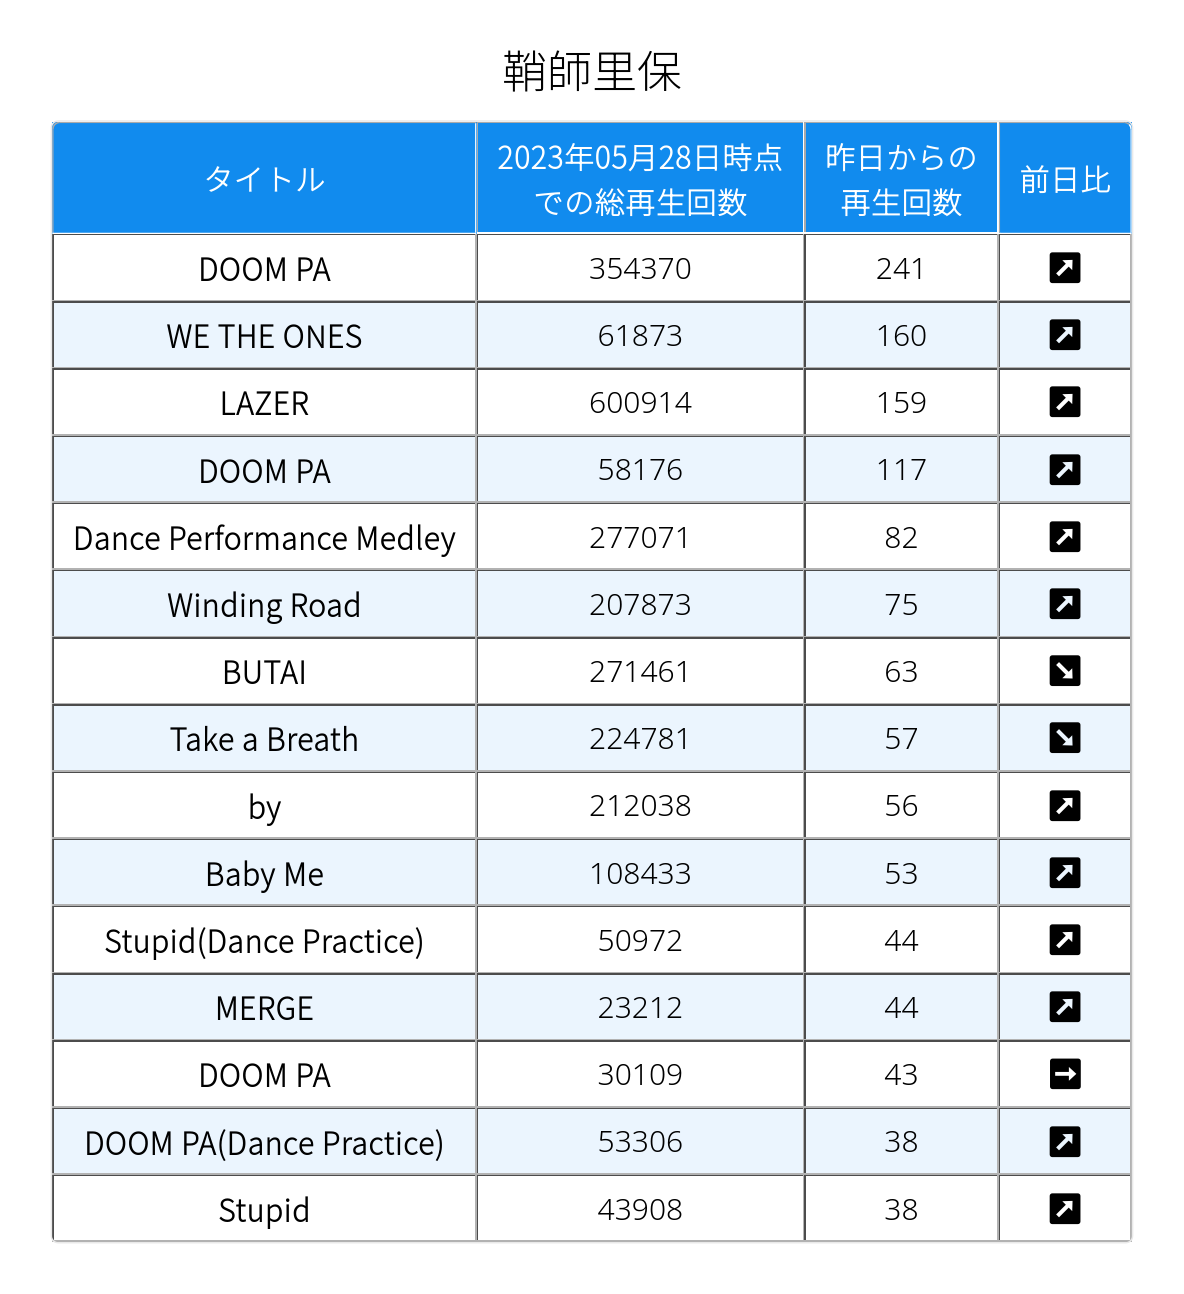 鞘師里保
タイトル 2023年05月28日時点での総再生回数 昨日からの再生回数 前日比
DOOM PA 354370 241 ↗
WE THE ONES 61873 160 ↗
LAZER 600914 159 ↗
DOOM PA 58176 117 ↗
Dance Performance Medley 277071 82 ↗
Winding Road 207873 75 ↗
BUTAI 271461 63 ↘
Take a Breath 224781 57 ↘
by 212038 56 ↗
Baby Me 108433 53 ↗
Stupid(Dance Practice) 50972 44 ↗
MERGE 23212 44 ↗
DOOM PA 30109 43 →
DOOM PA(Dance Practice) 53306 38 ↗
Stupid 43908 38 ↗